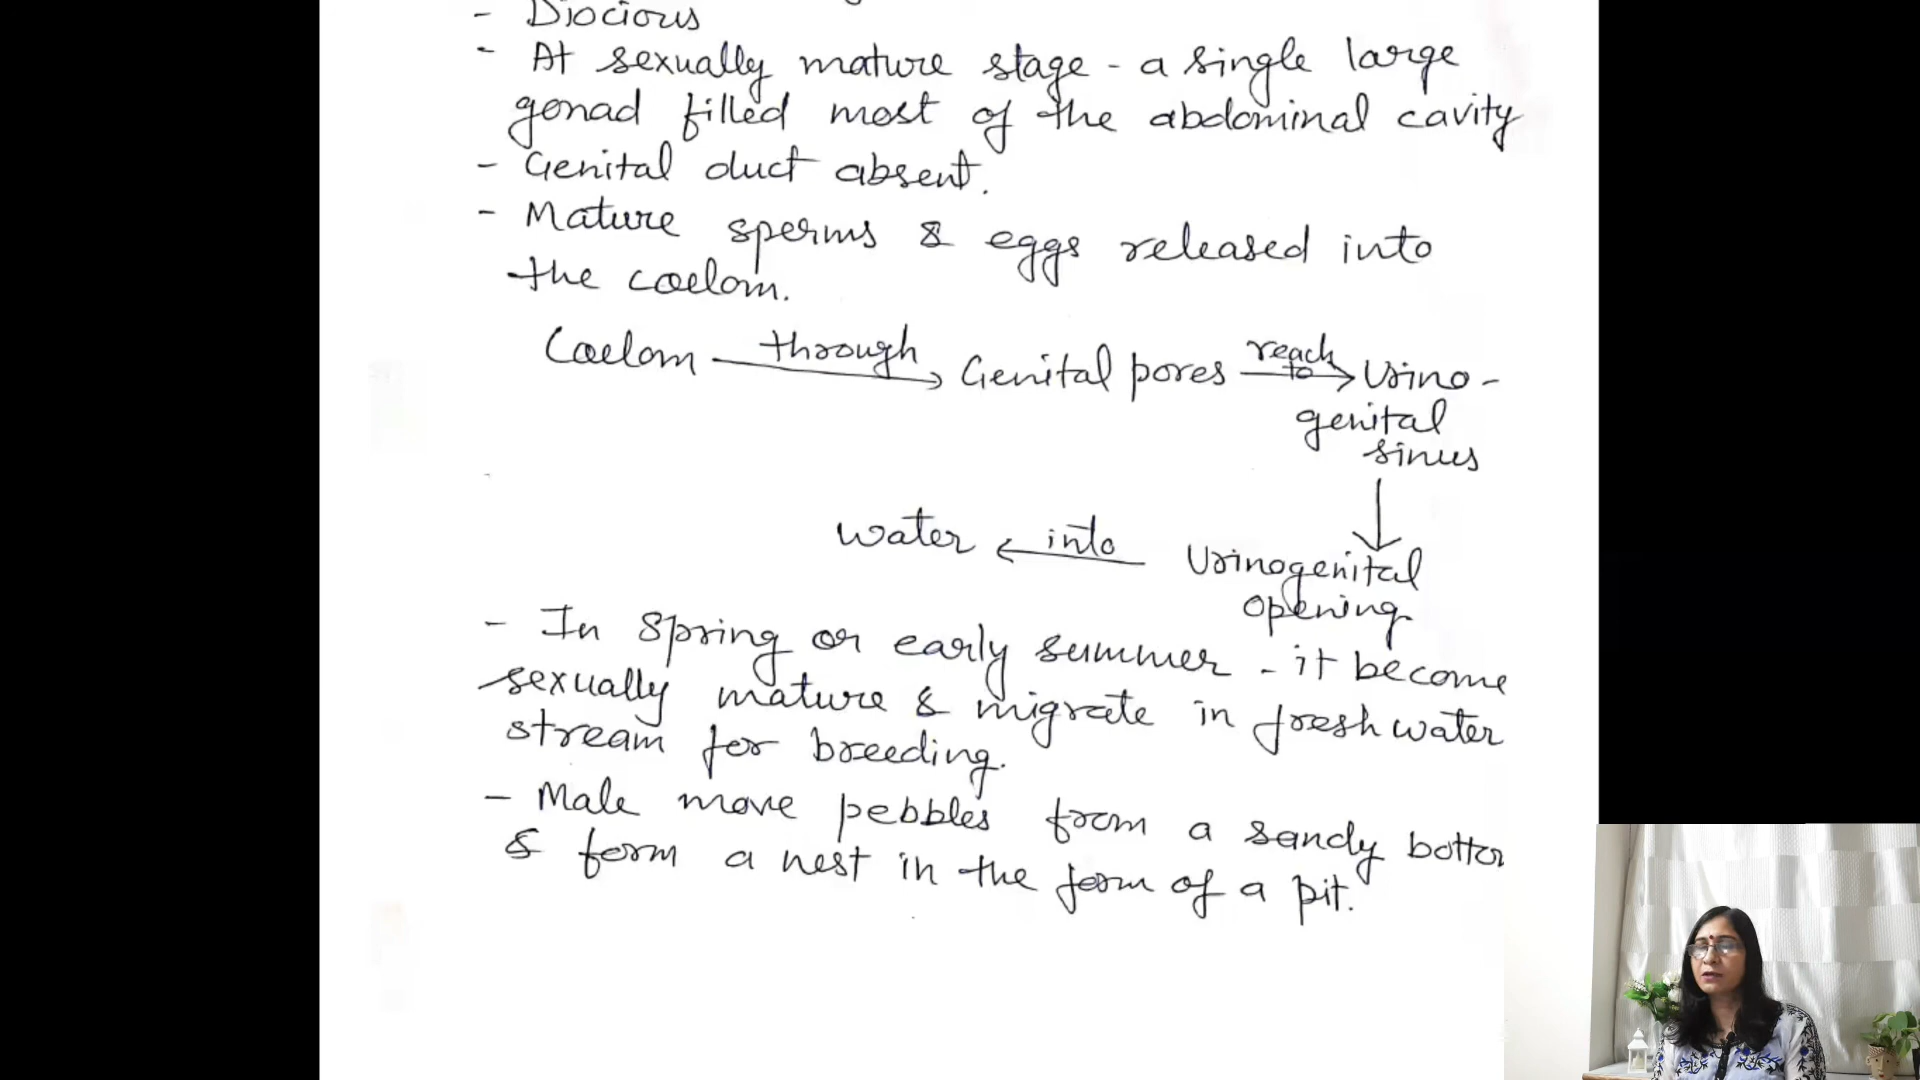 - Diocious
- At sexually mature stage - a single large
gonad filled most of the abdominal cavity
- Genital duct absent.
- Mature sperms & eggs released into
the coelom.
Coelom through Genital pores reach to Urino-
genital
sinus
Water into Urinogenital
opening
- In Spring or early summer - it become
sexually mature & migrate in fresh water
stream for breeding.
- Male move pebbles from a sandy bottom
& form a nest in the form of a pit.